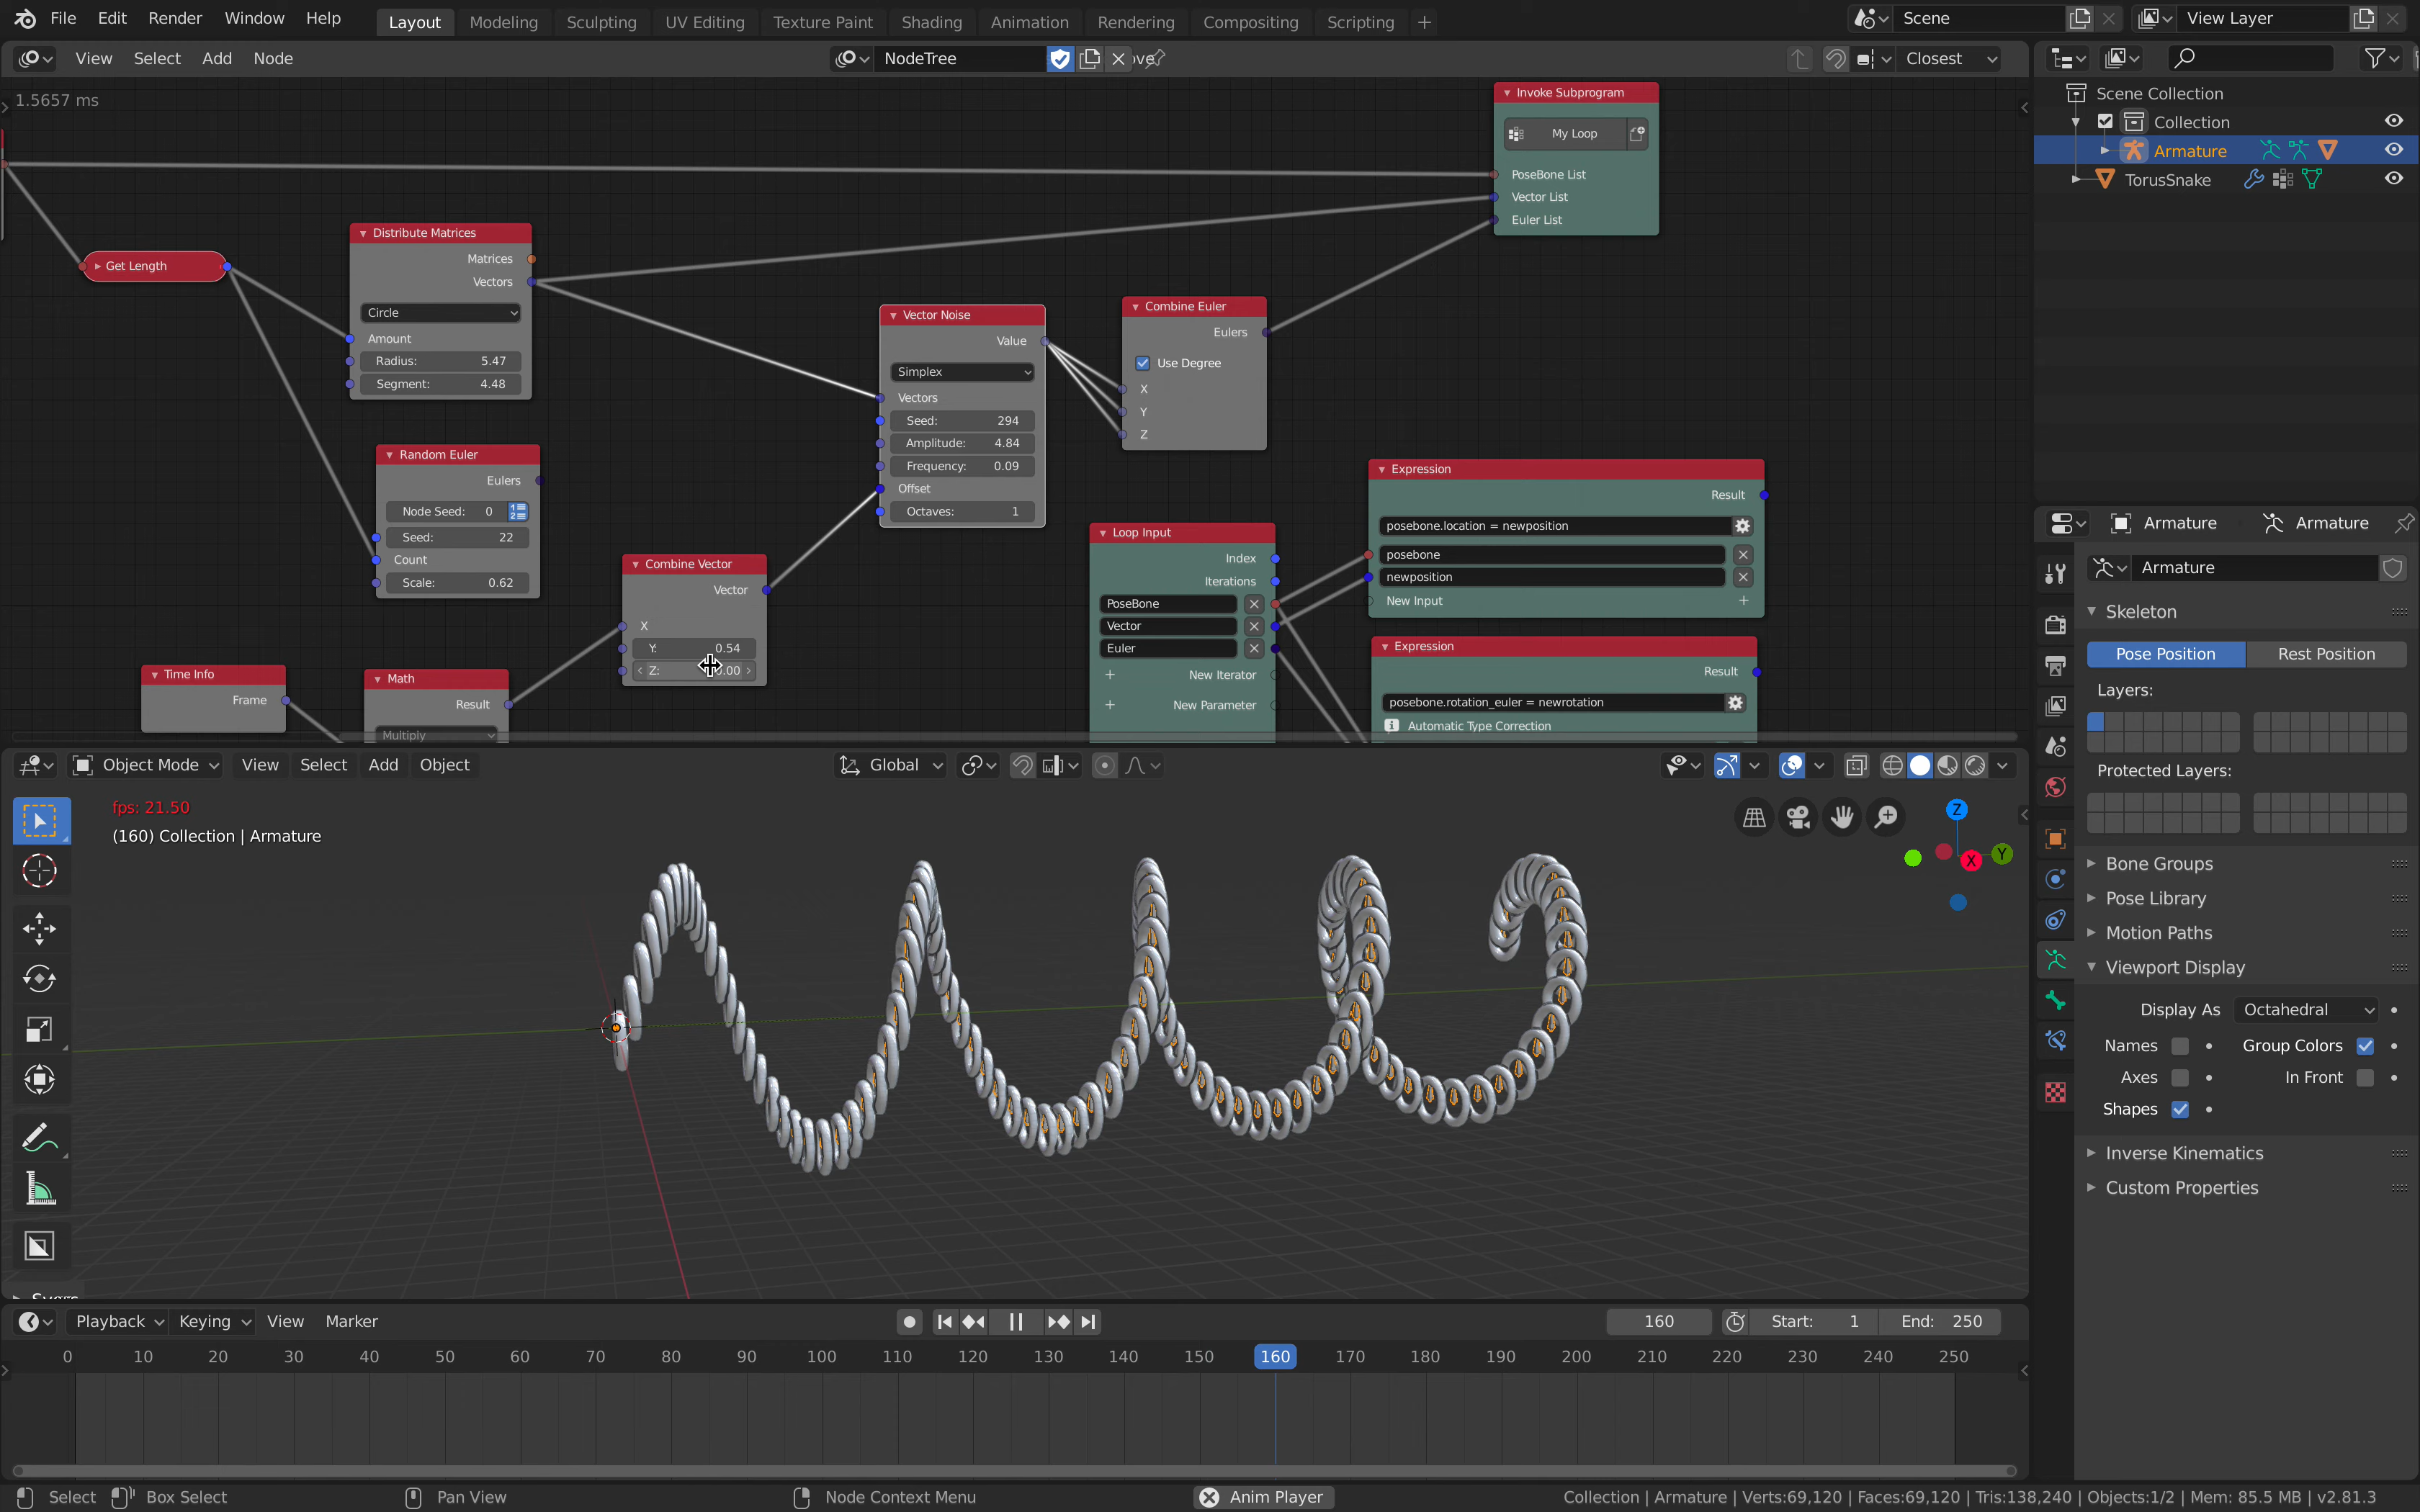 File Edit Render Window Help Layout Modeling Sculpting UV Editing Texture Paint Shading Animation Rendering Compositing Scripting + Scene View Layer
View Select Add Node NodeTree Closest
1.5657 ms
Scene Collection
Collection
Armature
TorusSnake
Invoke Subprogram
My Loop
PoseBone List
Vector List
Euler List
Get Length
Distribute Matrices
Matrices
Vectors
Circle
Amount
Radius: 5.47
Segment: 4.48
Random Euler
Eulers
Node Seed: 0
Seed: 22
Count
Scale: 0.62
Vector Noise
Value
Simplex
Vectors
Seed: 294
Amplitude: 4.84
Frequency: 0.09
Offset
Octaves: 1
Combine Euler
Eulers
Use Degree
X
Y
Z
Combine Vector
Vector
X
Y: 0.54
Z:
Time Info
Frame
Math
Result
Multiply
Loop Input
Index
Iterations
PoseBone
Vector
Euler
New Iterator
New Parameter
Expression
Result
posebone.location = newposition
posebone
newposition
New Input
Expression
Result
posebone.rotation_euler = newrotation
Automatic Type Correction
Armature Armature
Armature
Skeleton
Pose Position Rest Position
Layers:
Protected Layers:
Bone Groups
Pose Library
Motion Paths
Viewport Display
Display As Octahedral
Names Group Colors
Axes In Front
Shapes
Inverse Kinematics
Custom Properties
Object Mode View Select Add Object Global
fps: 21.50
(160) Collection | Armature
Z
X
Y
Playback Keying View Marker 160 Start: 1 End: 250
0 10 20 30 40 50 60 70 80 90 100 110 120 130 140 150 160 170 180 190 200 210 220 230 240 250
Select Box Select Pan View Node Context Menu Anim Player Collection | Armature | Verts:69,120 | Faces:69,120 | Tris:138,240 | Objects:1/2 | Mem: 85.5 MB | v2.81.3